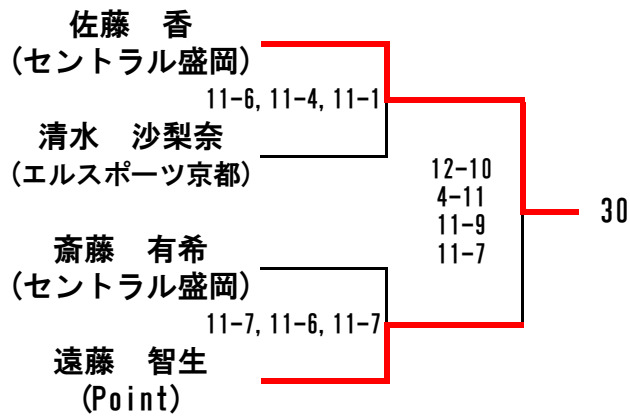 佐藤　香
(セントラル盛岡)
11-6, 11-4, 11-1
清水　沙梨奈
(エルスポーツ京都)
12-10
4-11
11-9
11-7
30
斎藤　有希
(セントラル盛岡)
11-7, 11-6, 11-7
遠藤　智生
(Point)